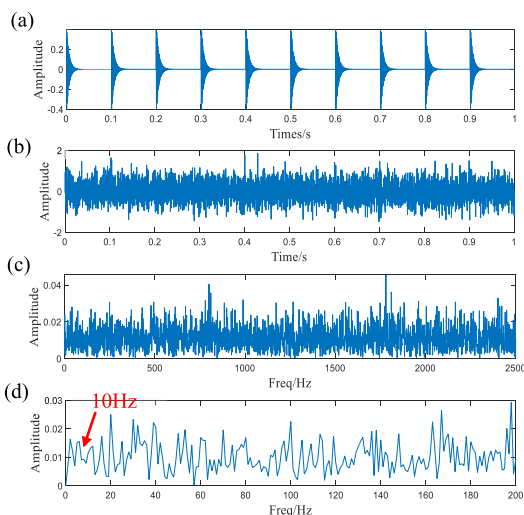 (a)
Amplitude
0.2
0
-0.2
-0.4
0 0.1 0.2 0.3 0.4 0.5 0.6 0.7 0.8 0.9 1
Times/s
(b)
Amplitude
2
0
-2
0 0.1 0.2 0.3 0.4 0.5 0.6 0.7 0.8 0.9 1
Time/s
(c)
Amplitude
0.04
0.02
0
0 500 1000 1500 2000 2500
Freq/Hz
(d)
10Hz
Amplitude
0.03
0.02
0.01
0
0 20 40 60 80 100 120 140 160 180 200
Freq/Hz